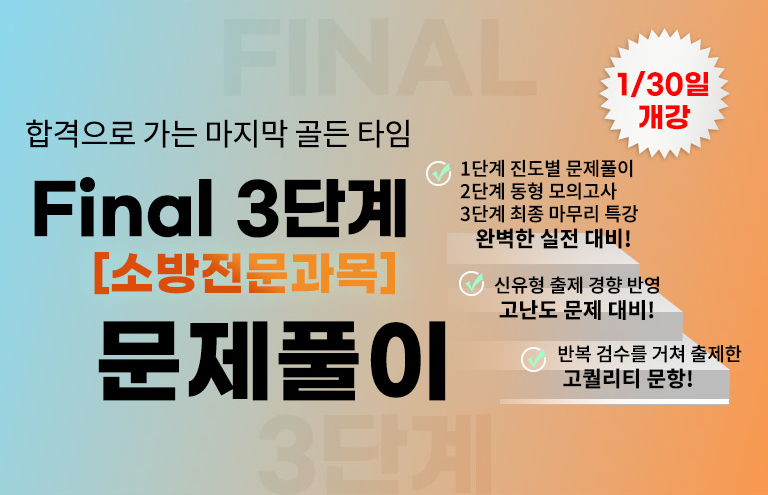 FINAL
1/30일
개강
합격으로 가는 마지막 골든 타임
Final 3단계
[소방전문과목]
문제풀이
1단계 진도별 문제풀이
2단계 동형 모의고사
3단계 최종 마무리 특강
완벽한 실전 대비!
신유형 출제 경향 반영
고난도 문제 대비!
반복 검수를 거쳐 출제한
고퀄리티 문항!
3단계